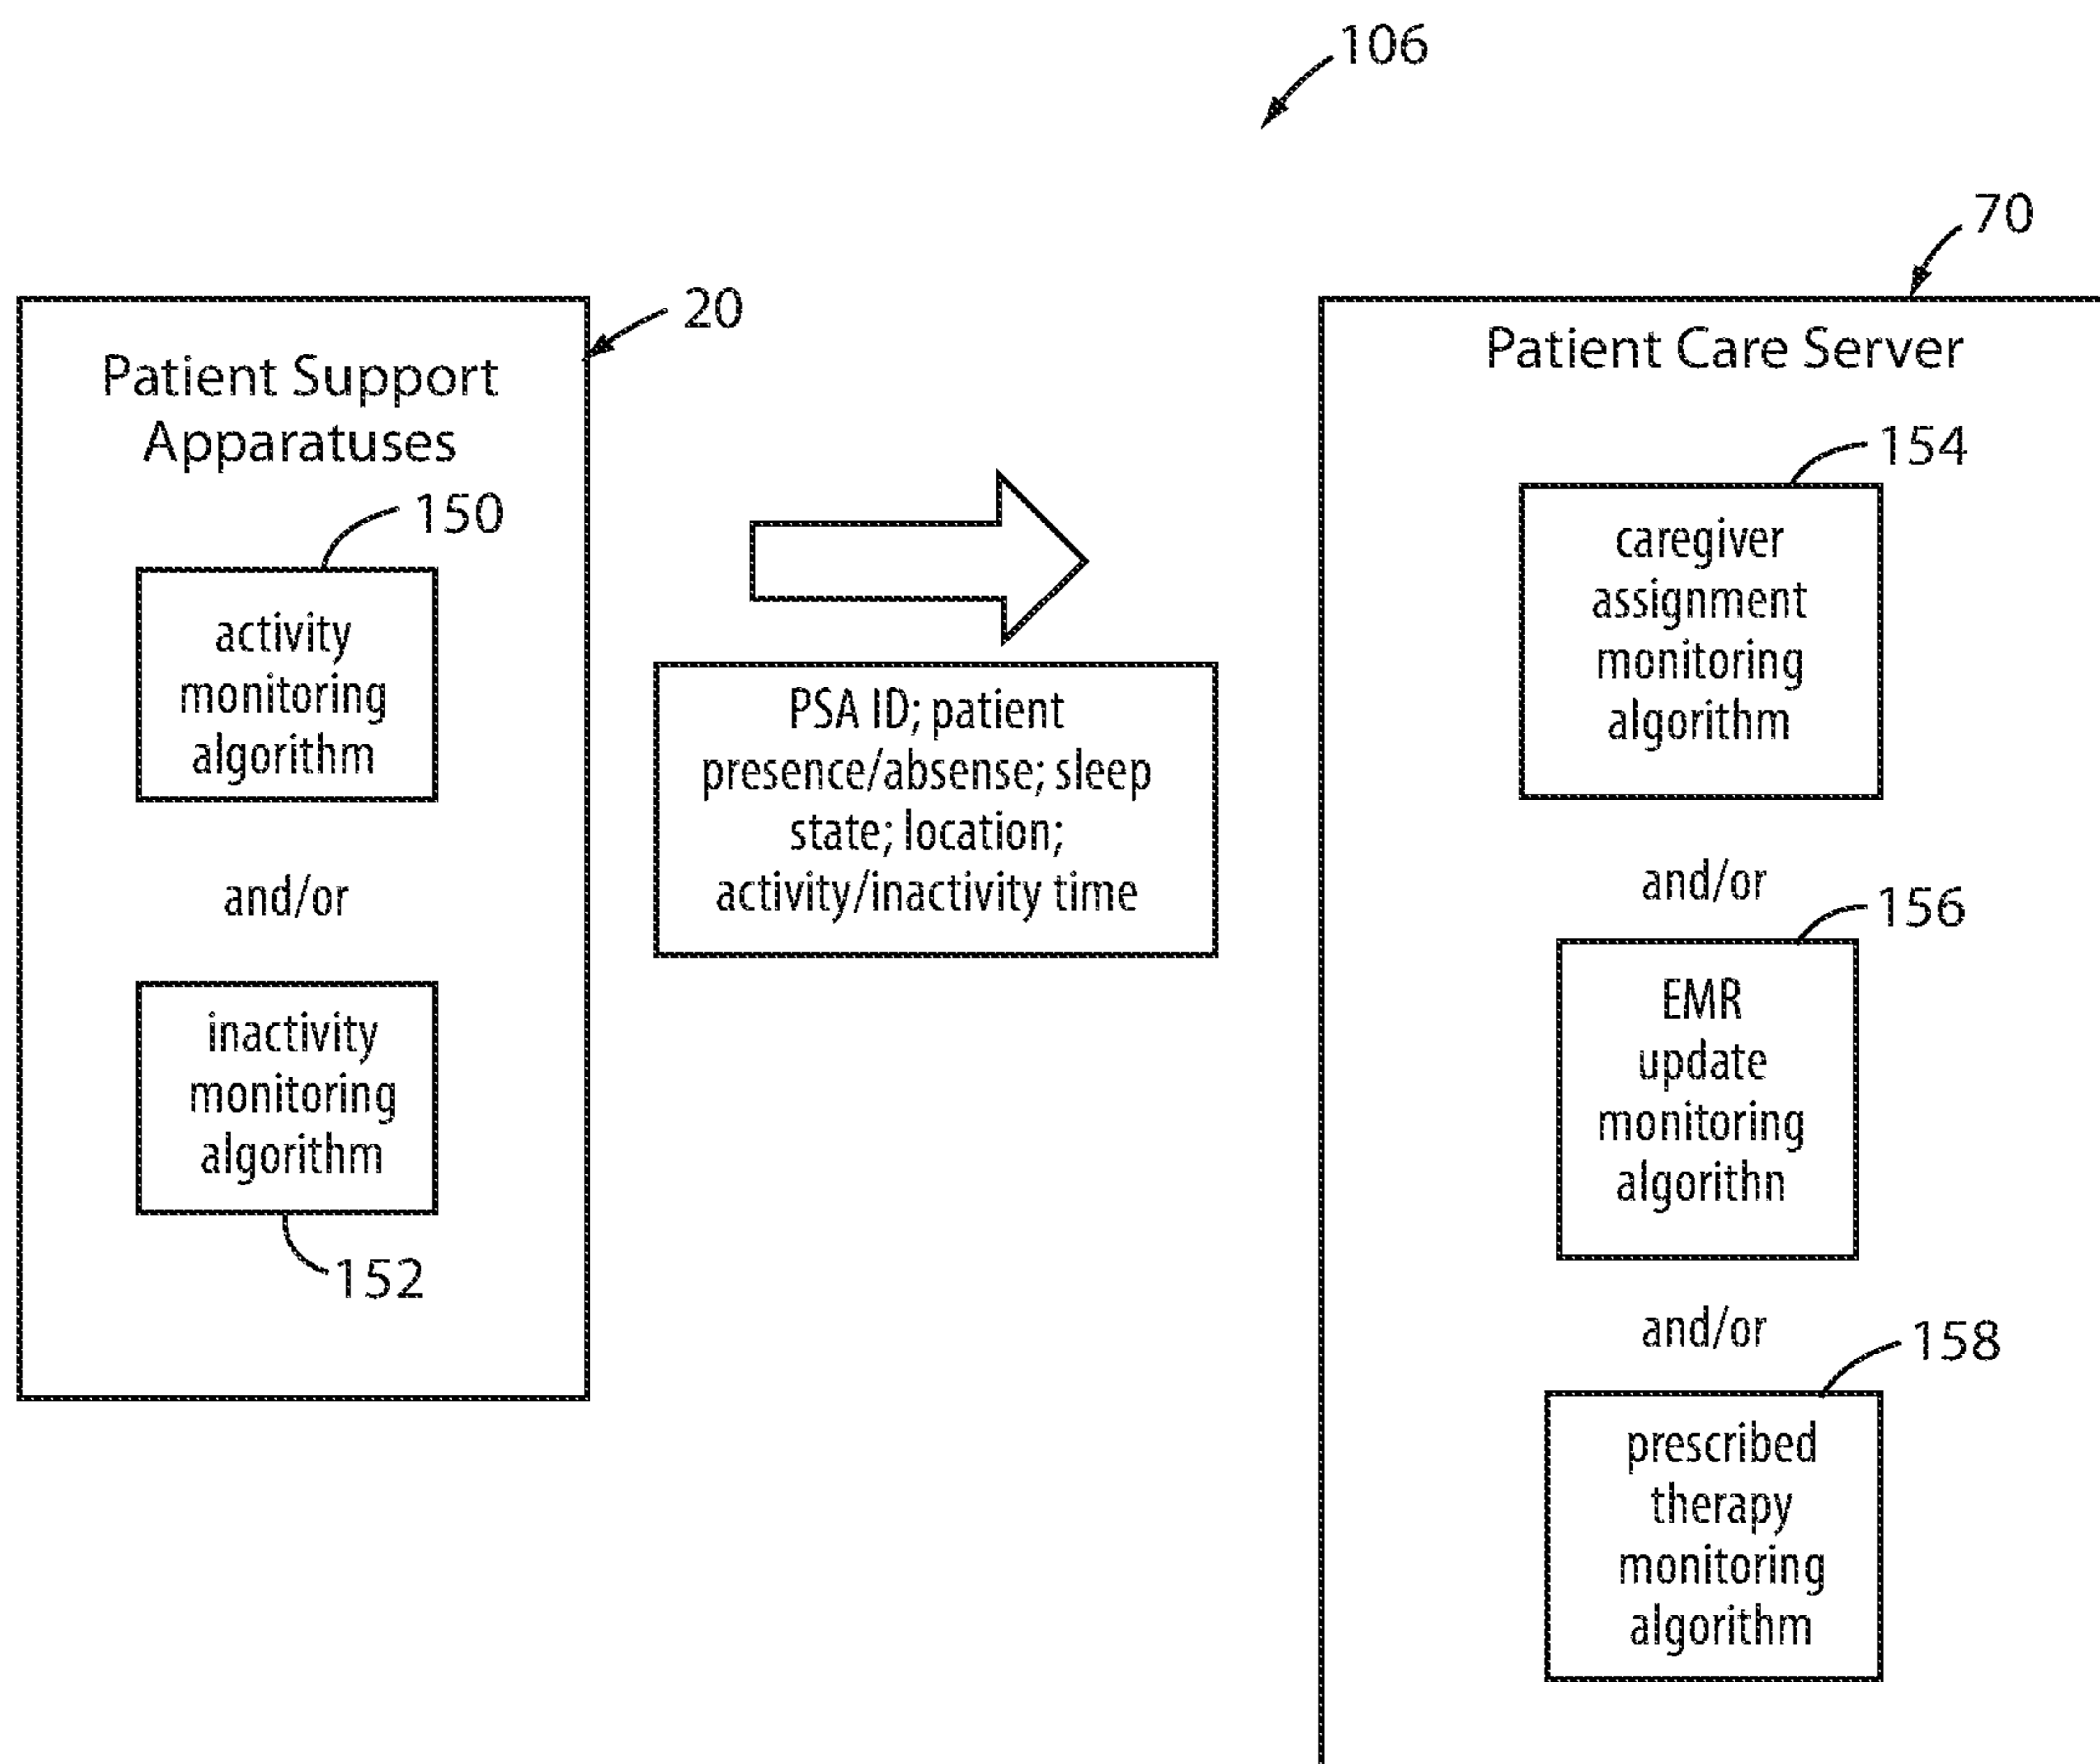 106
70
20
Patient Support
Apparatuses
150
activity
monitoring
algorithm
and/or
inactivity
monitoring
algorithm
152
PSA ID; patient
presence/absense; sleep
state; location;
activity/inactivity time
Patient Care Server
154
caregiver
assignment
monitoring
algorithm
and/or
156
EMR
update
monitoring
algorithn
and/or
158
prescribed
therapy
monitoring
algorithm